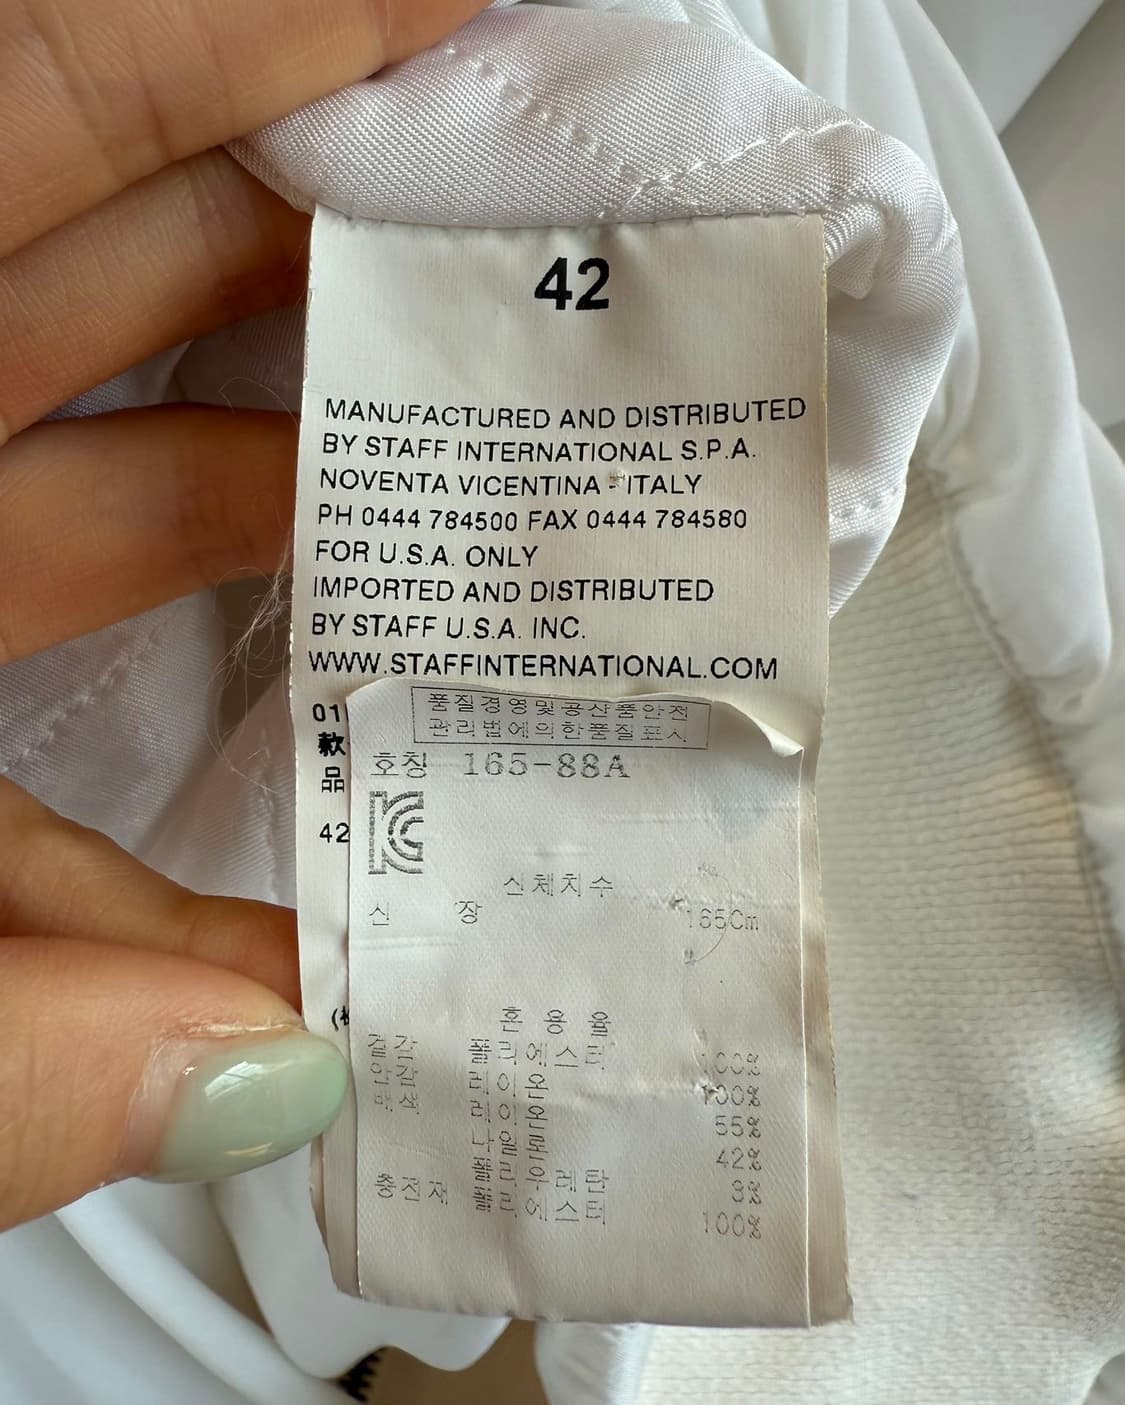 42
MANUFACTURED AND DISTRIBUTED
BY STAFF INTERNATIONAL S.P.A.
NOVENTA VICENTINA - ITALY
PH 0444 784500 FAX 0444 784580
FOR U.S.A. ONLY
IMPORTED AND DISTRIBUTED
BY STAFF U.S.A. INC.
WWW.STAFFINTERNATIONAL.COM
01
款
品
42
품질경영및공산품안전
관리법에의한품질표시
호칭 165-88A
신체치수
신 장 165Cm
혼 용 율
겉감 폴리에스터 100%
안감 레이온 100%
배색 레이온 55%
나일론 42%
폴리우레탄 3%
충전재 폴리에스터 100%